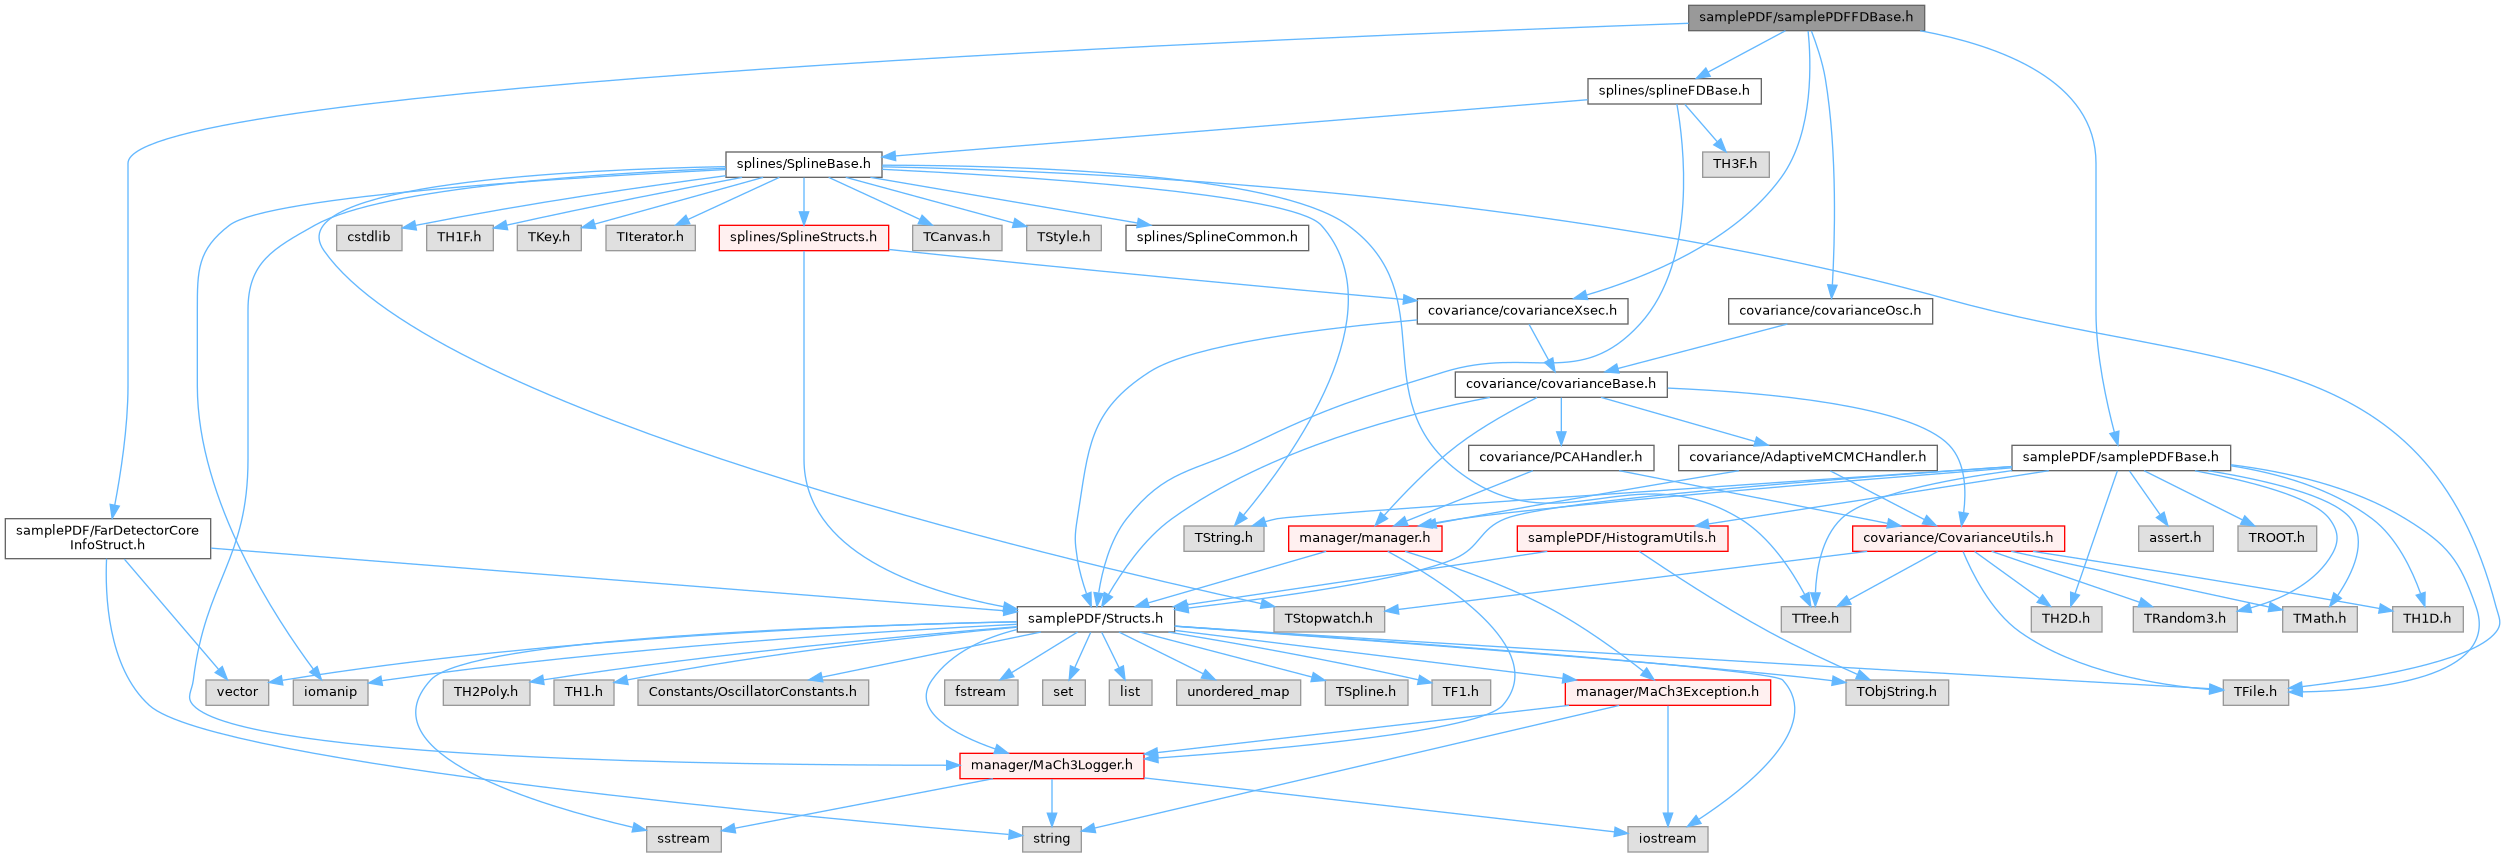 samplePDF/samplePDFFDBase.h
splines/splineFDBase.h
splines/SplineBase.h
TH3F.h
cstdlib
TH1F.h
TKey.h
TIterator.h
splines/SplineStructs.h
TCanvas.h
TStyle.h
splines/SplineCommon.h
covariance/covarianceXsec.h
covariance/covarianceOsc.h
covariance/covarianceBase.h
covariance/PCAHandler.h
covariance/AdaptiveMCMCHandler.h
samplePDF/samplePDFBase.h
samplePDF/FarDetectorCore
InfoStruct.h
TString.h
manager/manager.h
samplePDF/HistogramUtils.h
covariance/CovarianceUtils.h
assert.h
TROOT.h
samplePDF/Structs.h
TStopwatch.h
TTree.h
TH2D.h
TRandom3.h
TMath.h
TH1D.h
vector
iomanip
TH2Poly.h
TH1.h
Constants/OscillatorConstants.h
fstream
set
list
unordered_map
TSpline.h
TF1.h
manager/MaCh3Exception.h
TObjString.h
TFile.h
manager/MaCh3Logger.h
sstream
string
iostream